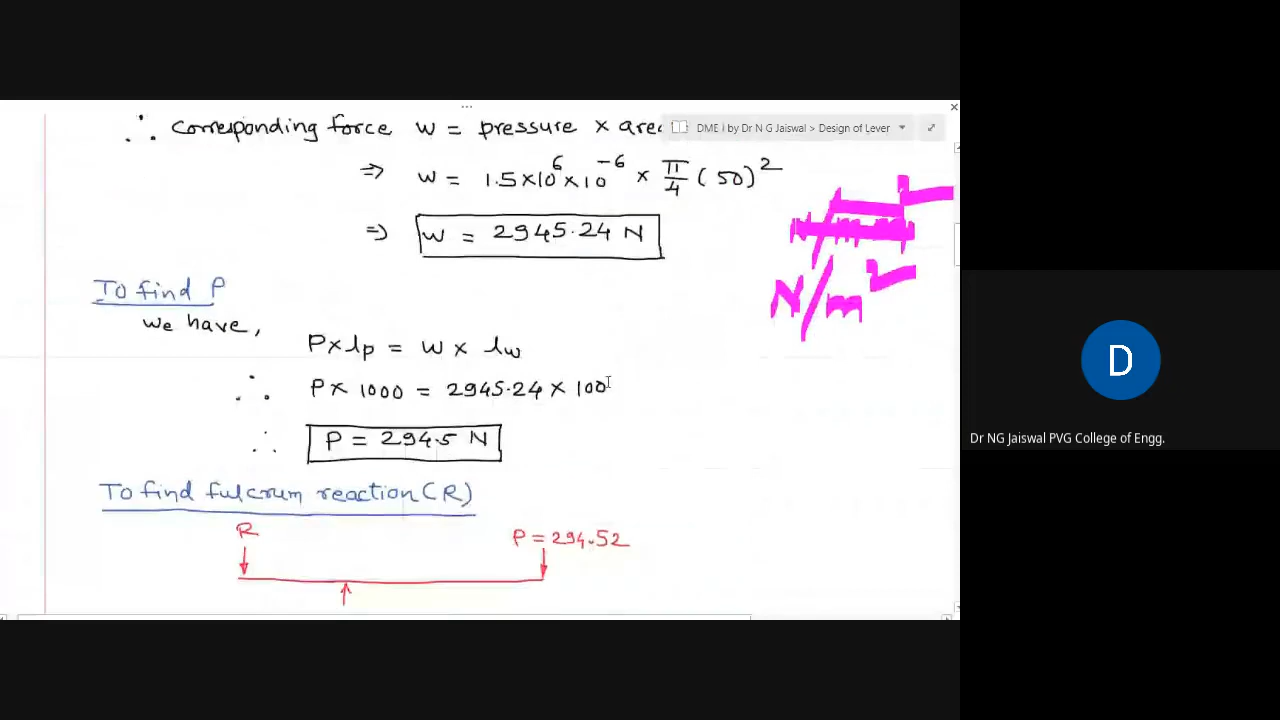 ∴ corresponding force w = pressure × area
DME I by Dr N G Jaiswal > Design of Lever
⇒ w = 1.5×10⁶×10⁻⁶ × π/4 (50)²
⇒ w = 2945.24 N
N/m²
To find P
we have,
P×lp = w × lw
∴ P × 1000 = 2945.24 × 100
∴ P = 294.5 N
To find fulcrum reaction (R)
R
P = 294.52
D
Dr NG Jaiswal PVG College of Engg.